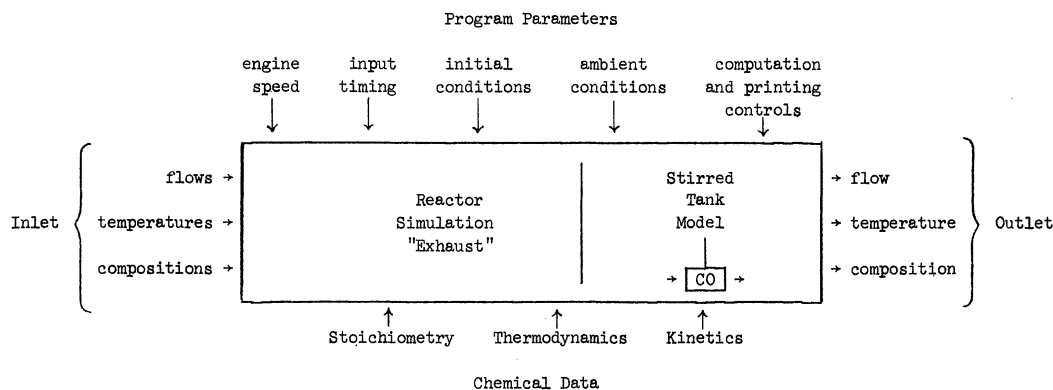 Program Parameters
engine speed
input timing
initial conditions
ambient conditions
computation and printing controls
Inlet
flows →
temperatures →
compositions →
Reactor
Simulation
"Exhaust"
Stirred
Tank
Model
→ CO →
→ flow
→ temperature
→ composition
Outlet
Stoichiometry
Thermodynamics
Kinetics
Chemical Data